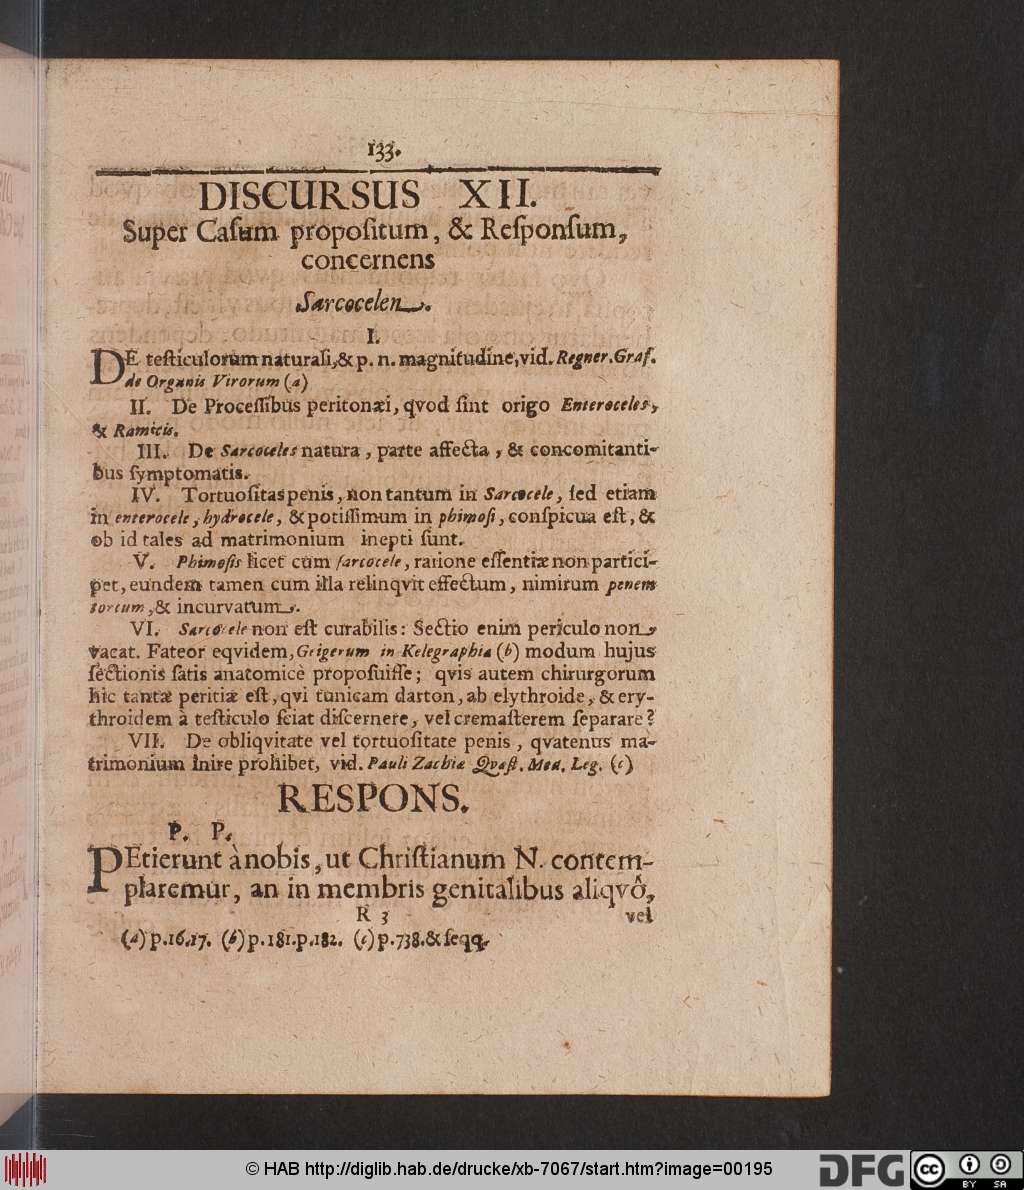 133.
DISCURSUS XII.
Super Caſum propoſitum, & Reſponſum,
concernens
Sarcocelen.
I.
DE teſticulorum naturali, & p. n. magnitudine, vid. Regner. Graf.
de Organis Virorum (a)
II. De Proceſſibus peritonæi, qvod ſint origo Enteroceles,
& Ramicis.
III. De Sarcoceles natura, parte affecta, & concomitanti-
bus ſymptomatis.
IV. Tortuoſitas penis, non tantum in Sarcocele, ſed etiam
in enterocele, hydrocele, & potiſſimum in phimoſi, conſpicua eſt, &
ob id tales ad matrimonium inepti ſunt.
V. Phimoſis licet cum ſarcocele, ratione eſſentiæ non partici-
pet, eundem tamen cum illa relinqvit effectum, nimirum penem
tortum, & incurvatum.
VI. Sarcocele non eſt curabilis: Sectio enim periculo non
vacat. Fateor eqvidem, Geigerum in Kelegraphia (b) modum hujus
ſectionis ſatis anatomicè propoſuiſſe; qvis autem chirurgorum
hic tantæ peritiæ eſt, qvi tunicam darton, ab elythroide, & ery-
throidem à teſticulo ſciat diſcernere, vel cremaſterem ſeparare?
VII. De obliqvitate vel tortuoſitate penis, qvatenus ma-
trimonium inire prohibet, vid. Pauli Zachiæ Qvæſt. Med. Leg. (c)
RESPONS.
P. P.
PEtierunt à nobis, ut Chriſtianum N. contem-
plaremur, an in membris genitalibus aliqvô,
R 3
vel
(a) p. 16. 17. (b) p. 181. p. 182. (c) p. 738. & ſeqq.
© HAB http://diglib.hab.de/drucke/xb-7067/start.htm?image=00195
DFG
cc
BY SA